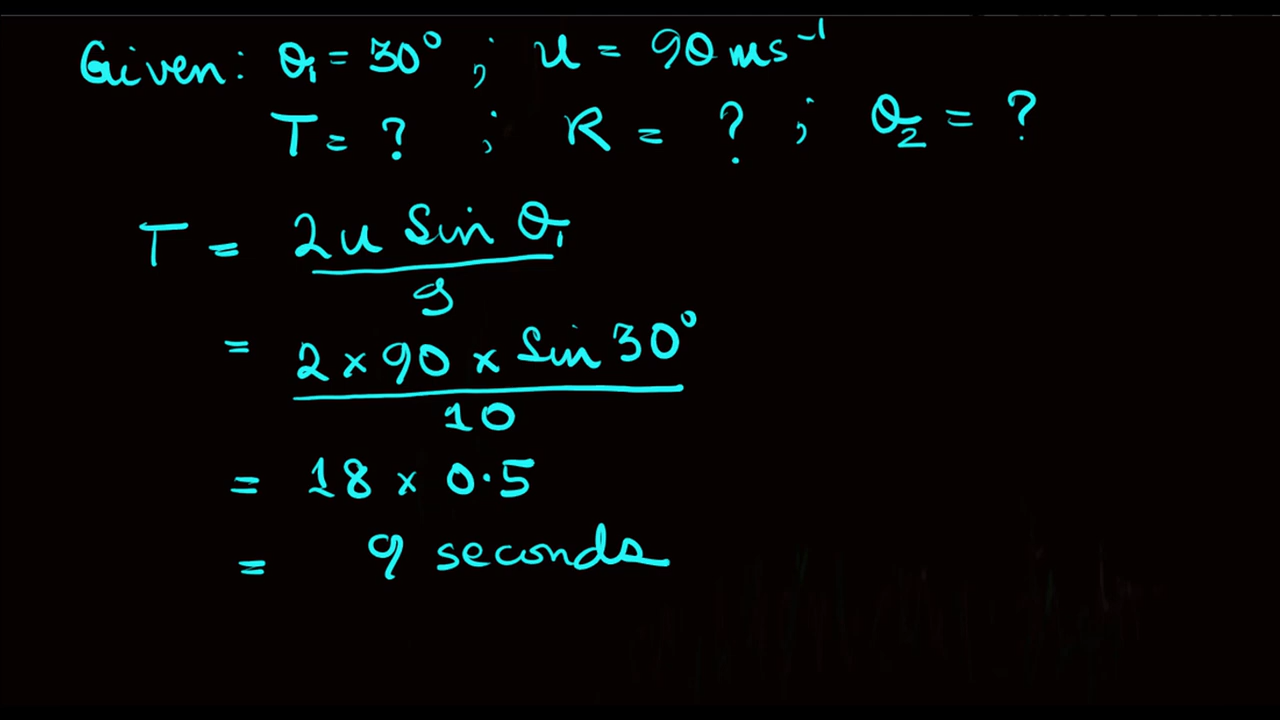 Given: θ₁ = 30° ; u = 90 ms⁻¹
T = ? ; R = ? ; θ₂ = ?
T = 2u Sin θ₁
g
= 2 × 90 × Sin 30°
10
= 18 × 0.5
= 9 seconds